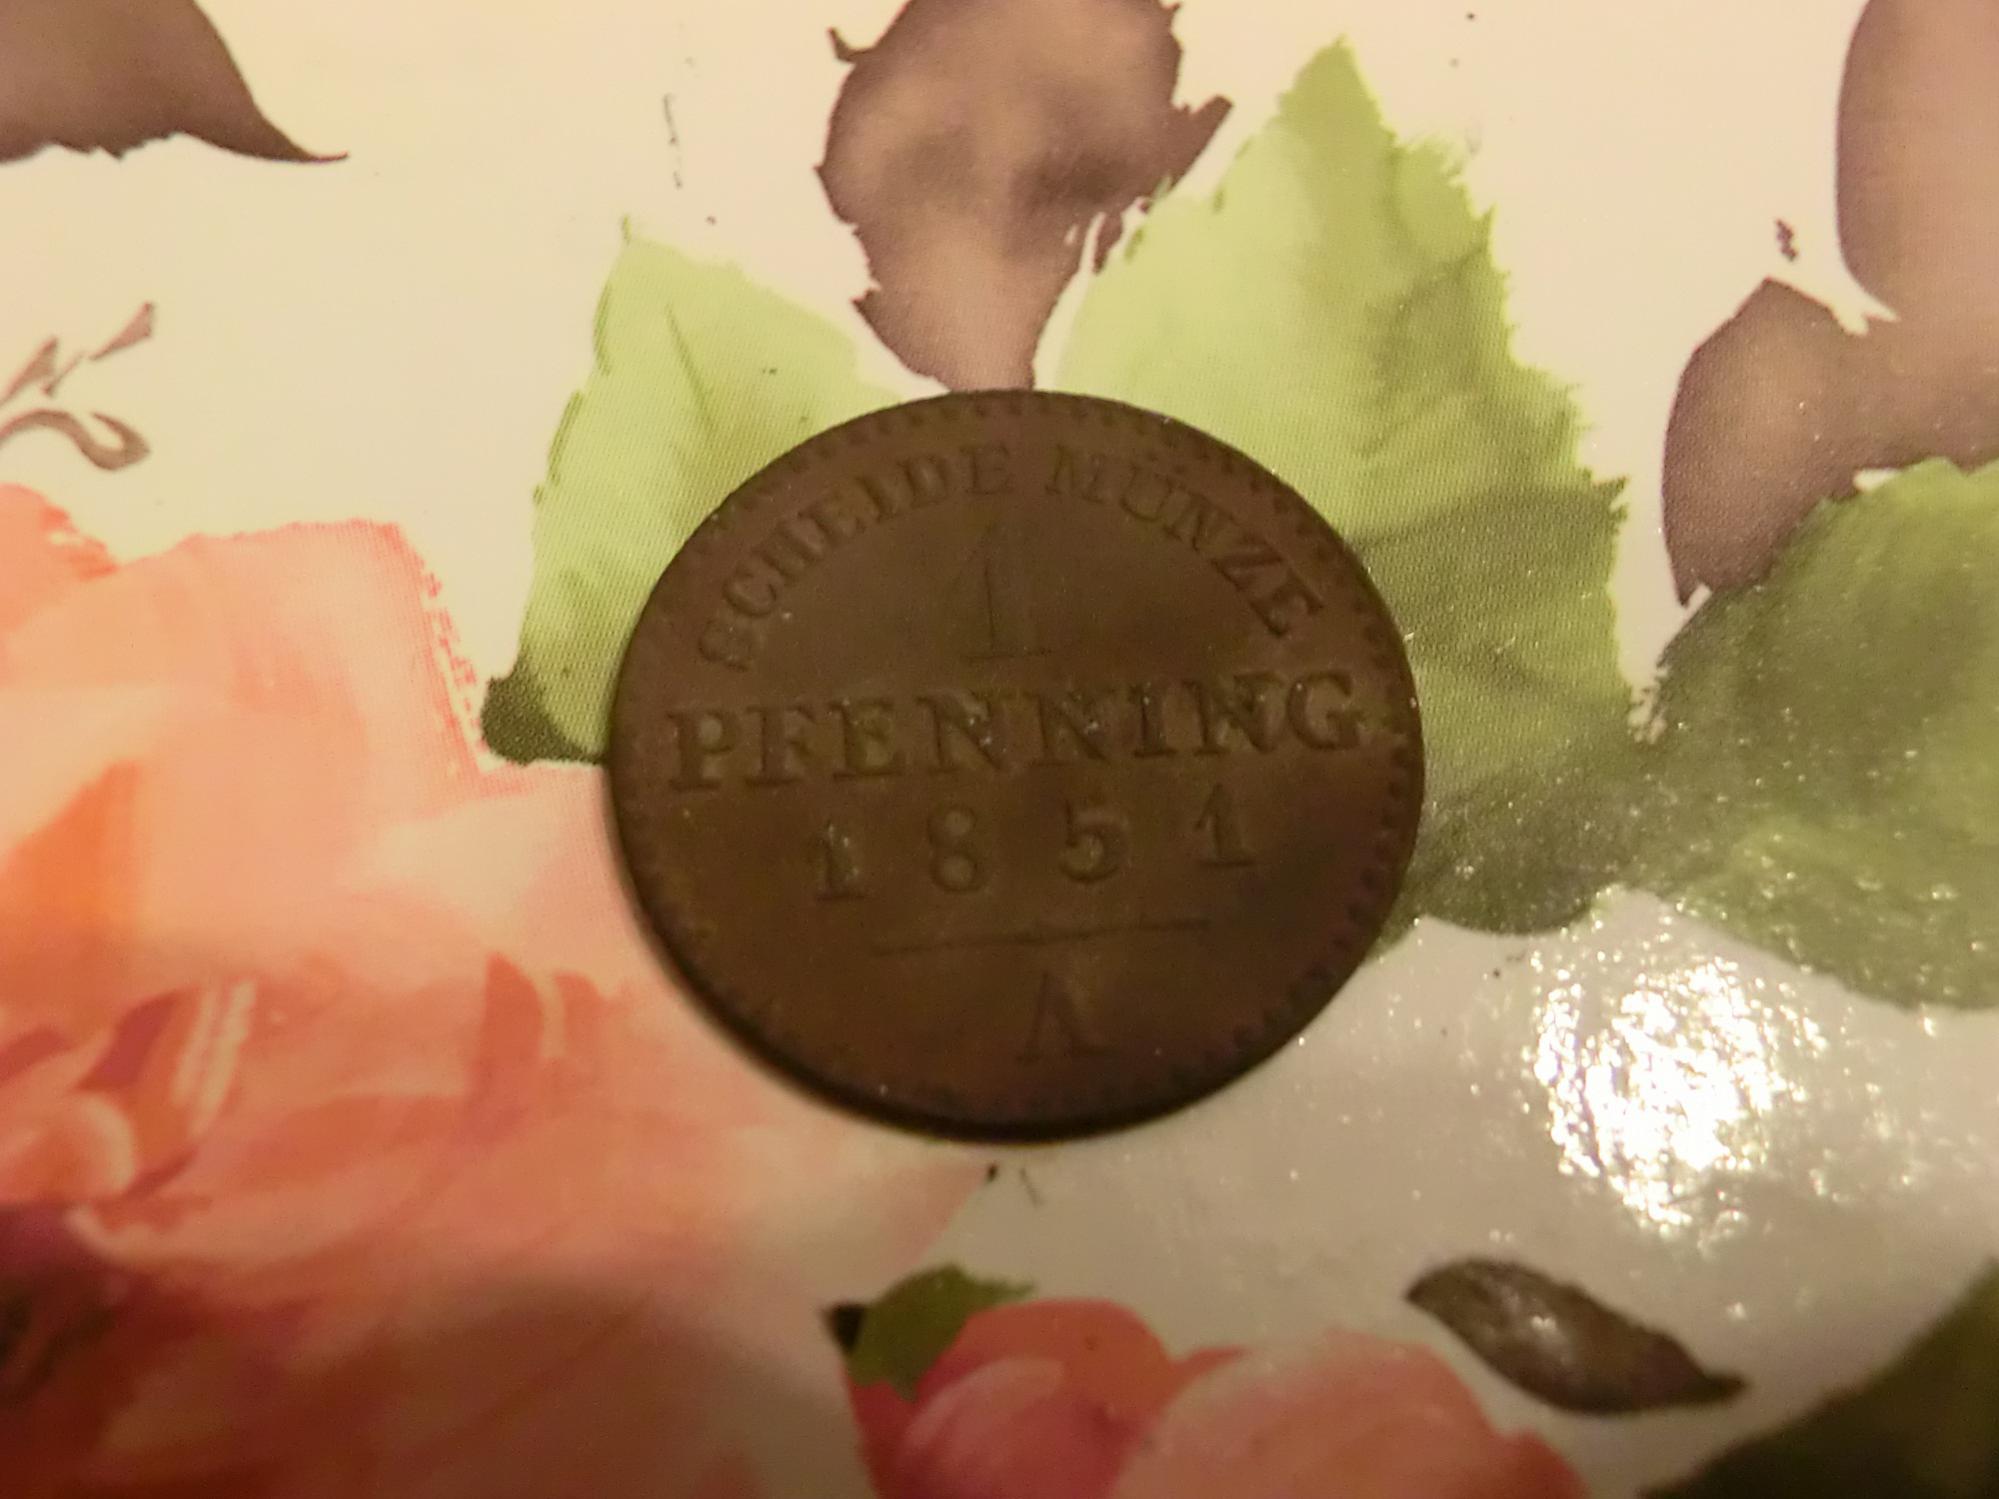 SCHEIDE MÜNZE
1
PFENNING
1851
A